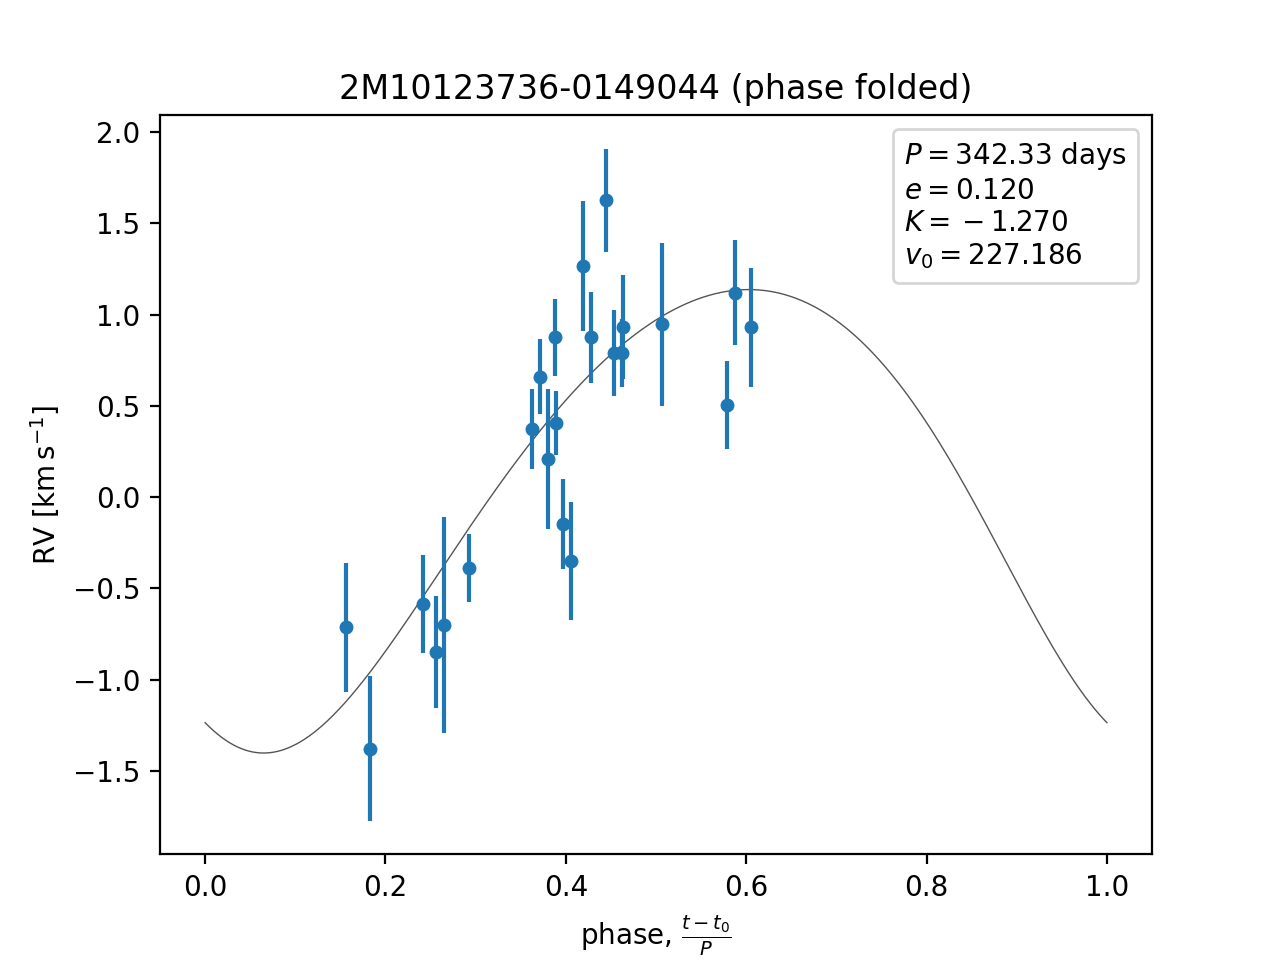 2M10123736-0149044 (phase folded)
P = 342.33 days
e = 0.120
K = −1.270
v₀ = 227.186
2.0
1.5
1.0
0.5
0.0
−0.5
−1.0
−1.5
RV [km s⁻¹]
0.0 0.2 0.4 0.6 0.8 1.0
phase, (t − t₀)/P